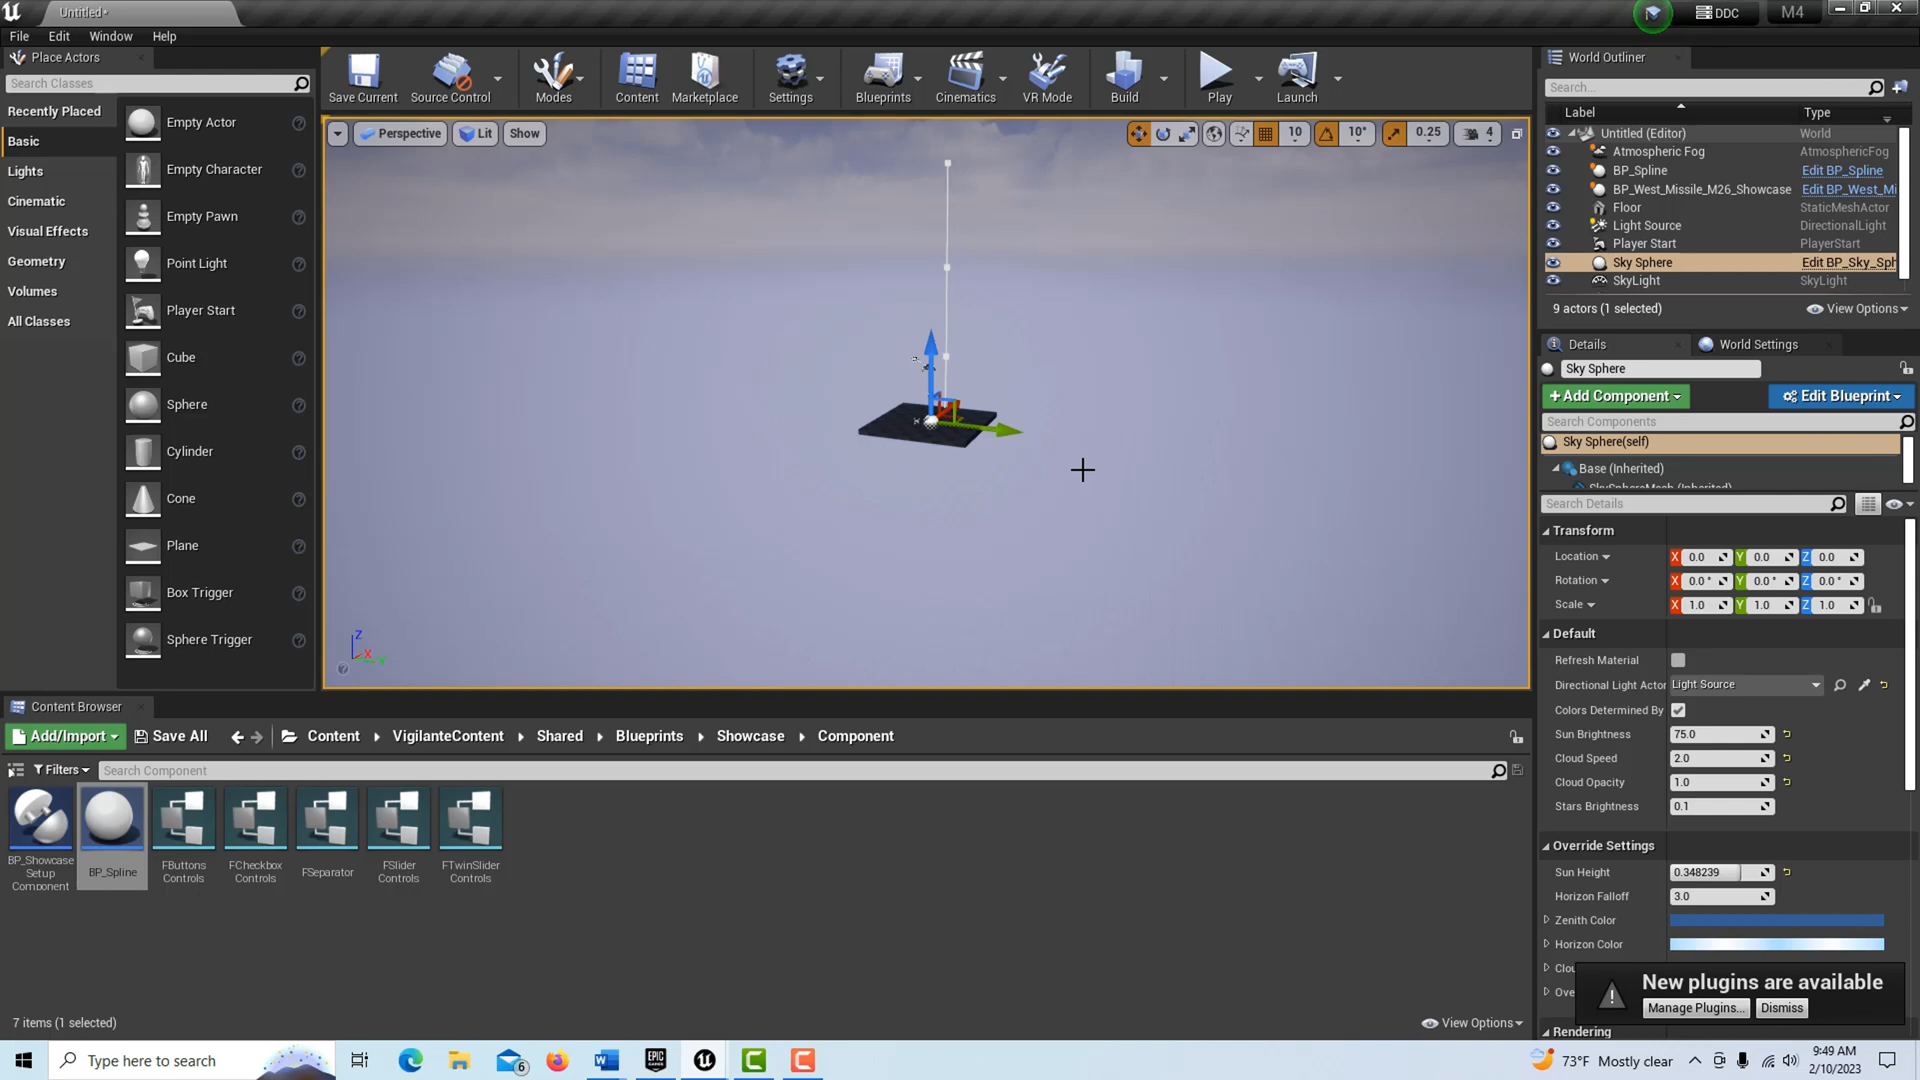 Untitled*
DDC
M4
File Edit Window Help
Place Actors
Search Classes
Recently Placed
Basic
Lights
Cinematic
Visual Effects
Geometry
Volumes
All Classes
Empty Actor
Empty Character
Empty Pawn
Point Light
Player Start
Cube
Sphere
Cylinder
Cone
Plane
Box Trigger
Sphere Trigger
Save Current
Source Control
Modes
Content
Marketplace
Settings
Blueprints
Cinematics
VR Mode
Build
Play
Launch
Perspective Lit Show
10 10° 0.25 4
Z
X
Y
World Outliner
Search...
Label Type
Untitled (Editor) World
Atmospheric Fog AtmosphericFog
BP_Spline Edit BP_Spline
BP_West_Missile_M26_Showcase Edit BP_West_Mi
Floor StaticMeshActor
Light Source DirectionalLight
Player Start PlayerStart
Sky Sphere Edit BP_Sky_Sph
SkyLight SkyLight
9 actors (1 selected) View Options
Details World Settings
Sky Sphere
+Add Component Edit Blueprint
Search Components
Sky Sphere(self)
Base (Inherited)
SkySphereMesh (Inherited)
Search Details
Transform
Location X 0.0 Y 0.0 Z 0.0
Rotation X 0.0 ° Y 0.0 ° Z 0.0 °
Scale X 1.0 Y 1.0 Z 1.0
Default
Refresh Material
Directional Light Actor Light Source
Colors Determined By
Sun Brightness 75.0
Cloud Speed 2.0
Cloud Opacity 1.0
Stars Brightness 0.1
Override Settings
Sun Height 0.348239
Horizon Falloff 3.0
Zenith Color
Horizon Color
Clou
Ove
Rendering
New plugins are available
Manage Plugins... Dismiss
Content Browser
Add/Import Save All Content VigilanteContent Shared Blueprints Showcase Component
Filters Search Component
BP_Showcase
Setup
Component
BP_Spline
FButtons
Controls
FCheckbox
Controls
FSeparator
FSlider
Controls
FTwinSlider
Controls
7 items (1 selected) View Options
Type here to search
6
EPIC
GAMES
73°F Mostly clear
9:49 AM
2/10/2023